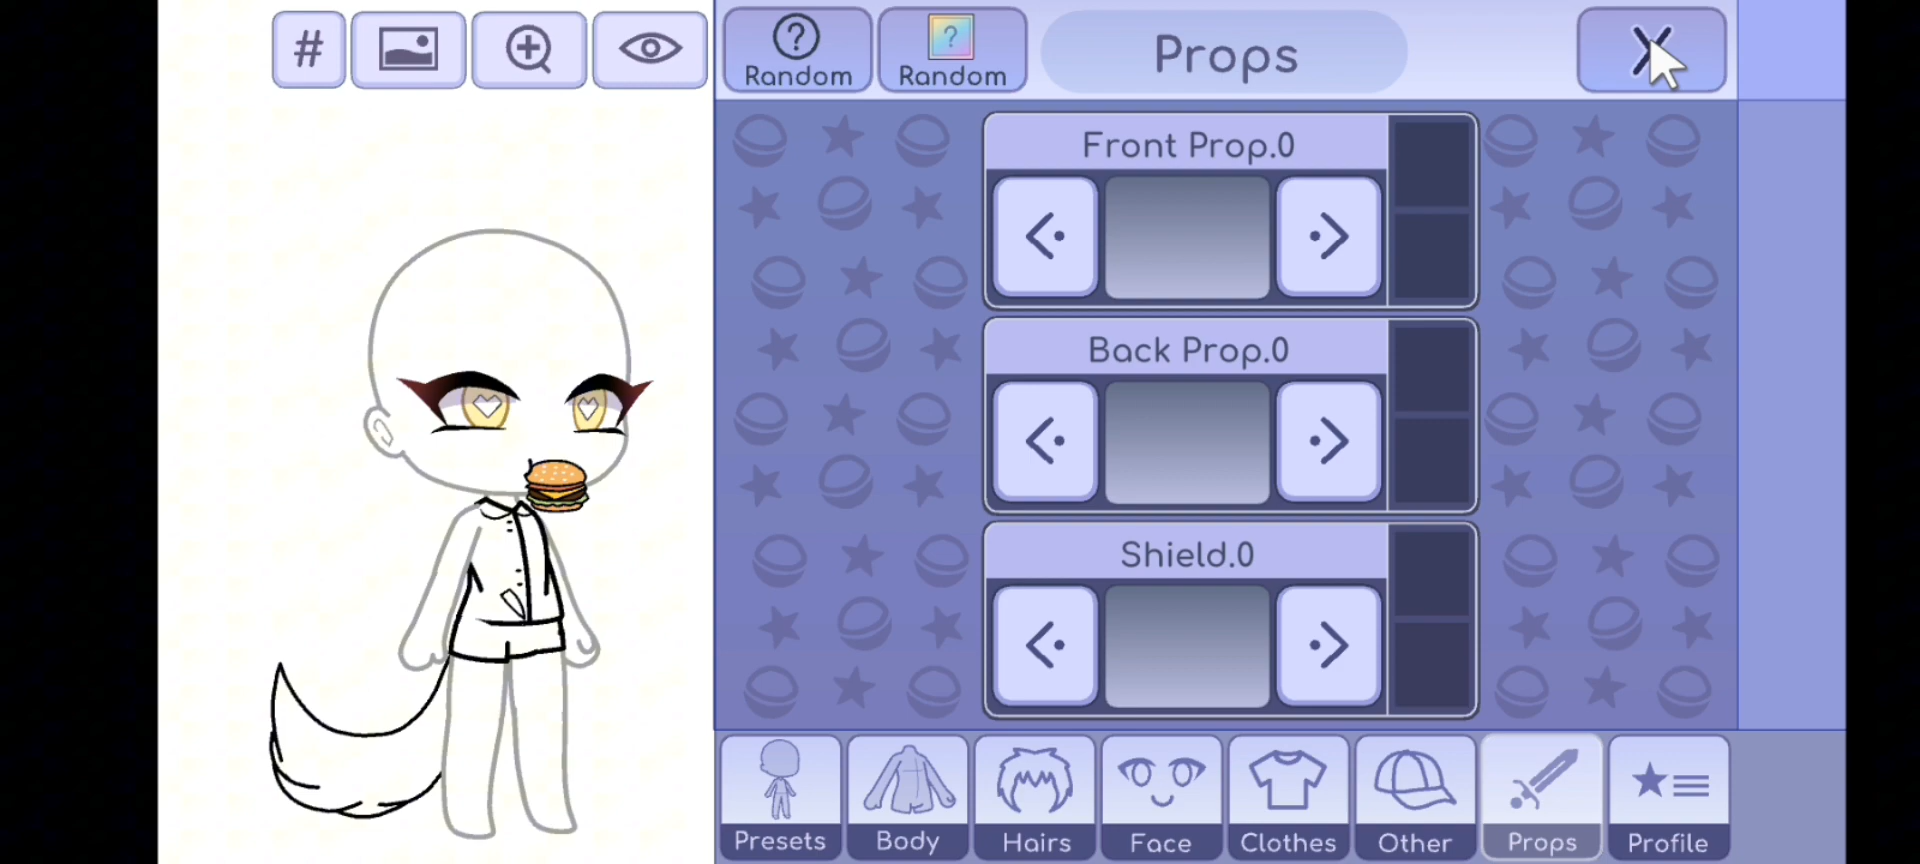 #
? Random
? Random
Props
X
Front Prop.0
Back Prop.0
Shield.0
Presets
Body
Hairs
Face
Clothes
Other
Props
Profile